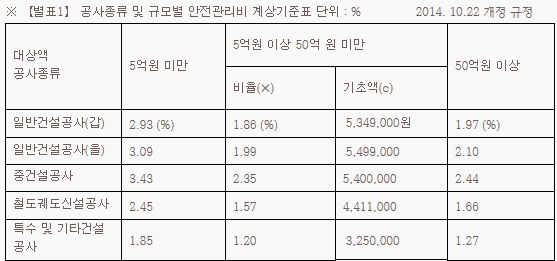 ※ 【별표1】 공사종류 및 규모별 안전관리비 계상기준표 단위 : % 2014. 10.22 개정 규정
대상액
공사종류
5억원 미만
5억원 이상 50억 원 미만
50억원 이상
비율(×) 기초액(c)
일반건설공사(갑) 2.93 (%) 1.86 (%) 5,349,000원 1.97 (%)
일반건설공사(을) 3.09 1.99 5,499,000 2.10
중건설공사 3.43 2.35 5,400,000 2.44
철도궤도신설공사 2.45 1.57 4,411,000 1.66
특수 및 기타건설
공사
1.85 1.20 3,250,000 1.27